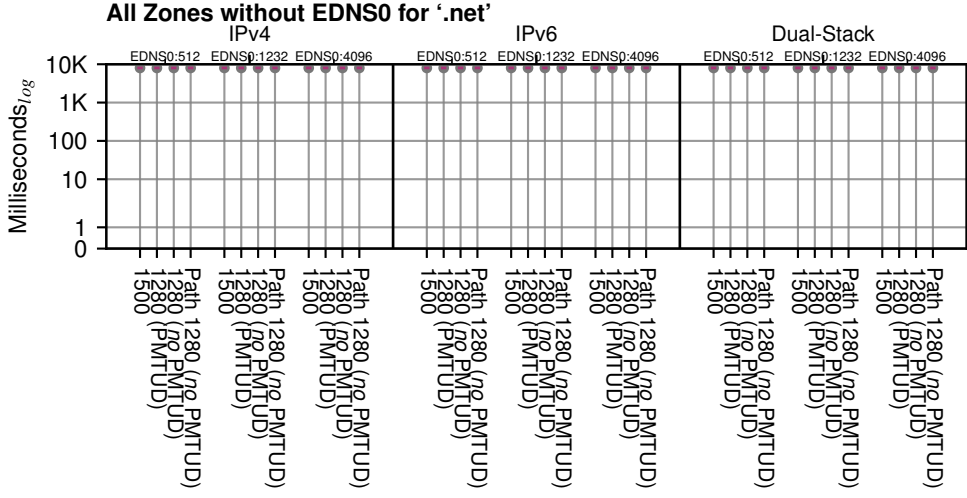 All Zones without EDNS0 for ‘.net’
IPv4 IPv6 Dual-Stack
EDNS0:512 EDNS0:1232 EDNS0:4096 EDNS0:512 EDNS0:1232 EDNS0:4096 EDNS0:512 EDNS0:1232 EDNS0:4096
Milliseconds log
10K
1K
100
10
1
0
1500
1280 (PMTUD)
1280 (no PMTUD)
Path 1280 (no PMTUD)
1500
1280 (PMTUD)
1280 (no PMTUD)
Path 1280 (no PMTUD)
1500
1280 (PMTUD)
1280 (no PMTUD)
Path 1280 (no PMTUD)
1500
1280 (PMTUD)
1280 (no PMTUD)
Path 1280 (no PMTUD)
1500
1280 (PMTUD)
1280 (no PMTUD)
Path 1280 (no PMTUD)
1500
1280 (PMTUD)
1280 (no PMTUD)
Path 1280 (no PMTUD)
1500
1280 (PMTUD)
1280 (no PMTUD)
Path 1280 (no PMTUD)
1500
1280 (PMTUD)
1280 (no PMTUD)
Path 1280 (no PMTUD)
1500
1280 (PMTUD)
1280 (no PMTUD)
Path 1280 (no PMTUD)